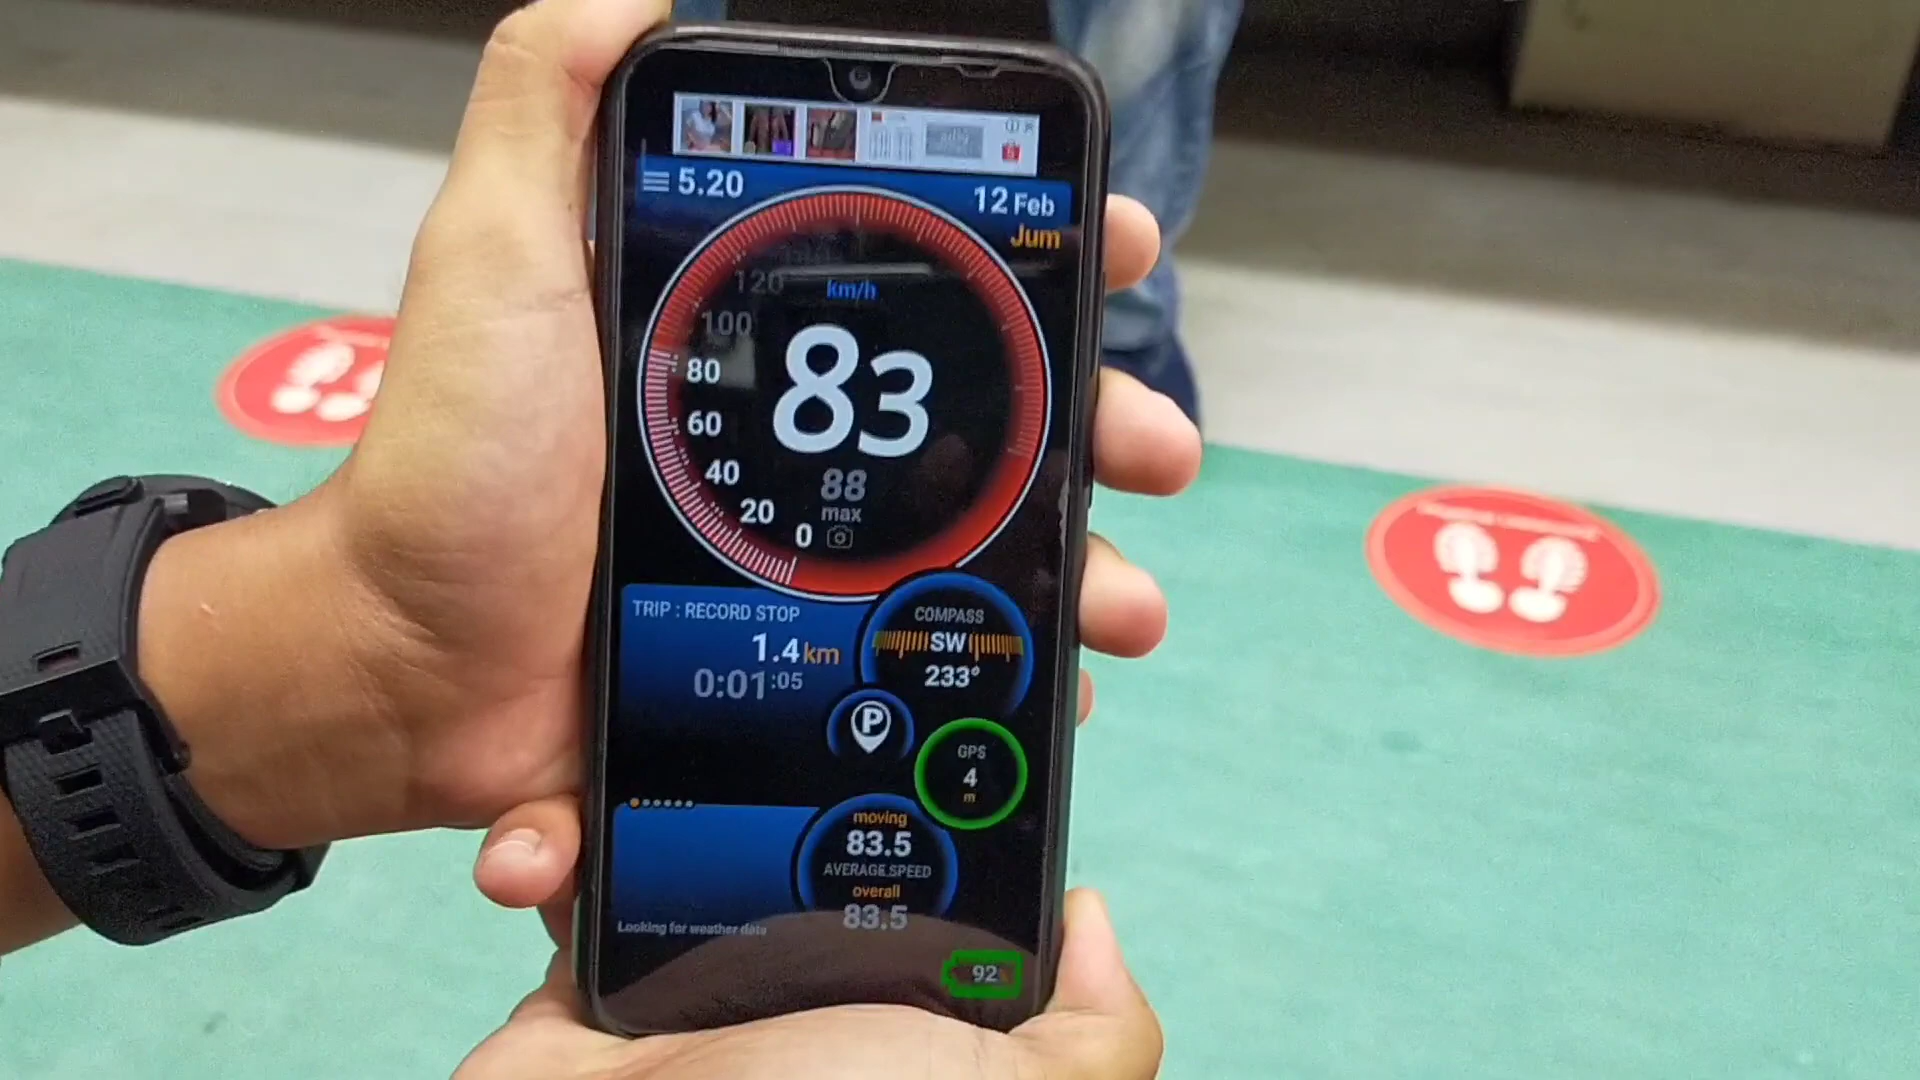 5.20
12 Feb
Jum
km/h
120
100
80
60
40
20
0
83
88
max
TRIP : RECORD STOP
1.4 km
0:01:05
COMPASS
SW
233°
P
GPS
4
m
moving
83.5
AVERAGE SPEED
overall
83.5
Looking for weather data
92